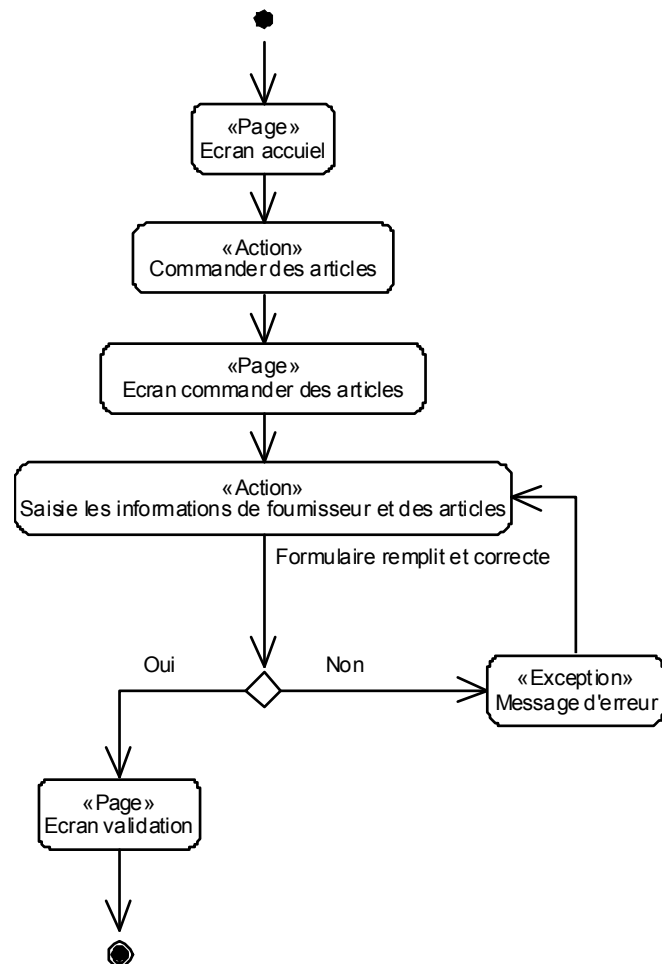 «Page»
Ecran accuiel
«Action»
Commander des articles
«Page»
Ecran commander des articles
«Action»
Saisie les informations de fournisseur et des articles
Formulaire remplit et correcte
Oui
Non
«Exception»
Message d'erreur
«Page»
Ecran validation